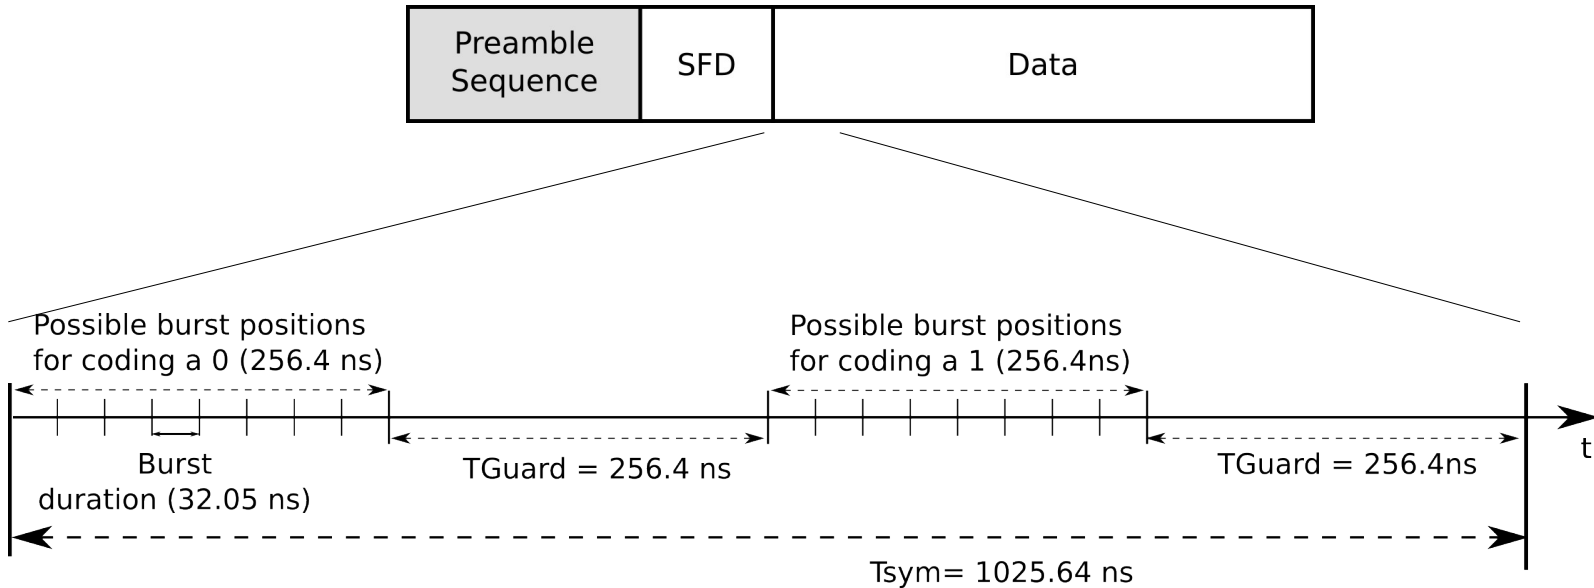 Preamble
Sequence
SFD
Data
Possible burst positions
for coding a 0 (256.4 ns)
Possible burst positions
for coding a 1 (256.4ns)
Burst
duration (32.05 ns)
TGuard = 256.4 ns
TGuard = 256.4ns
t
Tsym= 1025.64 ns